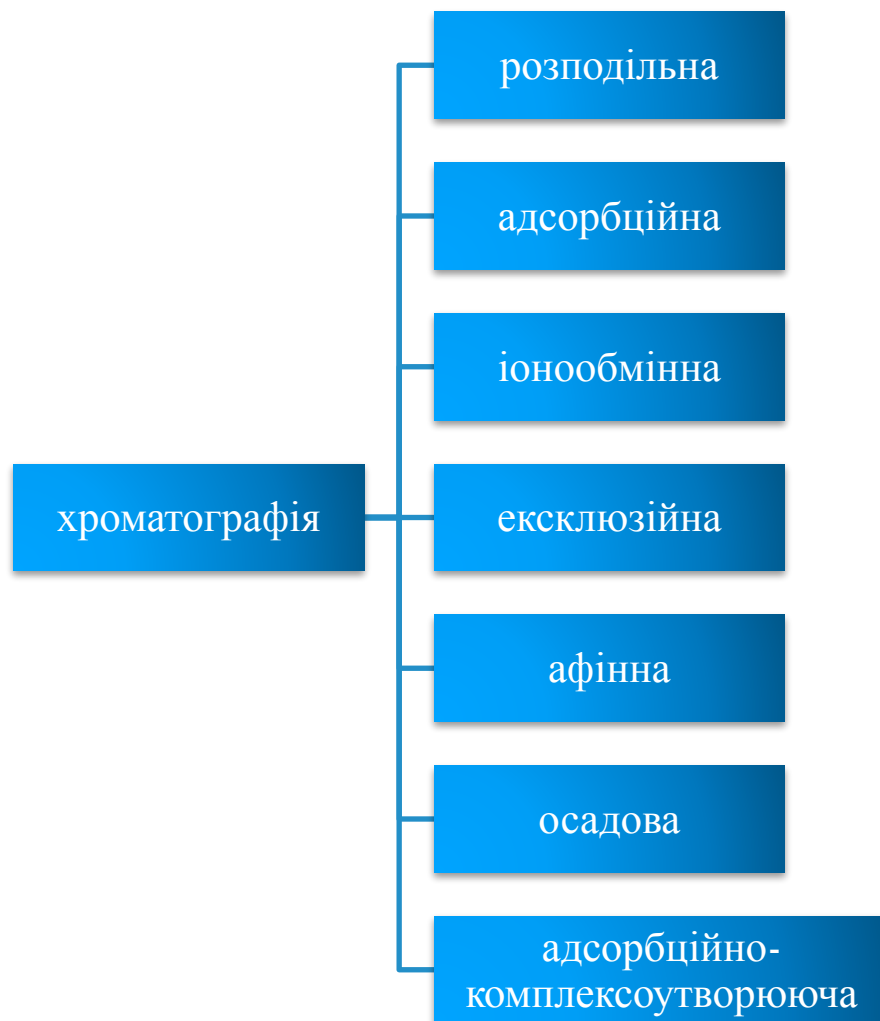 розподільна
адсорбційна
іонообмінна
хроматографія
ексклюзійна
афінна
осадова
адсорбційно-
комплексоутворююча